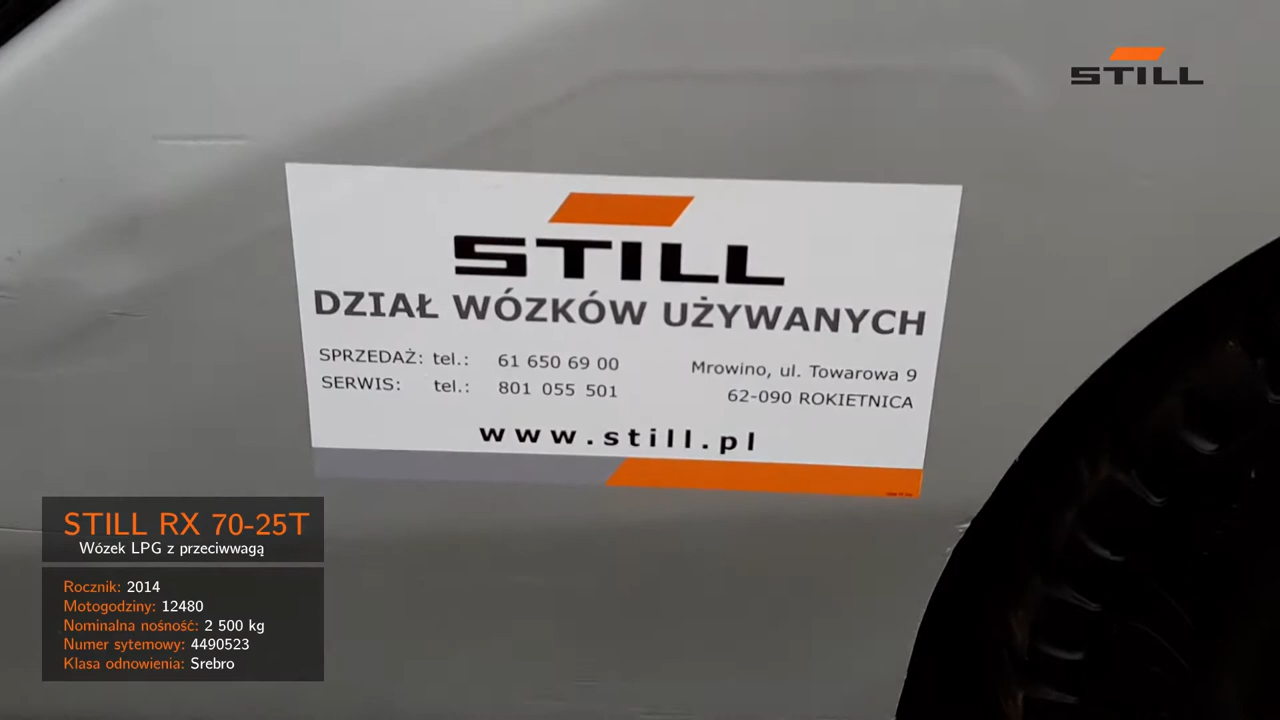 STILL
STILL
DZIAŁ WÓZKÓW UŻYWANYCH
SPRZEDAŻ: tel.: 61 650 69 00
SERWIS: tel.: 801 055 501
Mrowino, ul. Towarowa 9
62-090 ROKIETNICA
www.still.pl
STILL RX 70-25T
Wózek LPG z przeciwwagą
Rocznik: 2014
Motogodziny: 12480
Nominalna nośność: 2 500 kg
Numer sytemowy: 4490523
Klasa odnowienia: Srebro